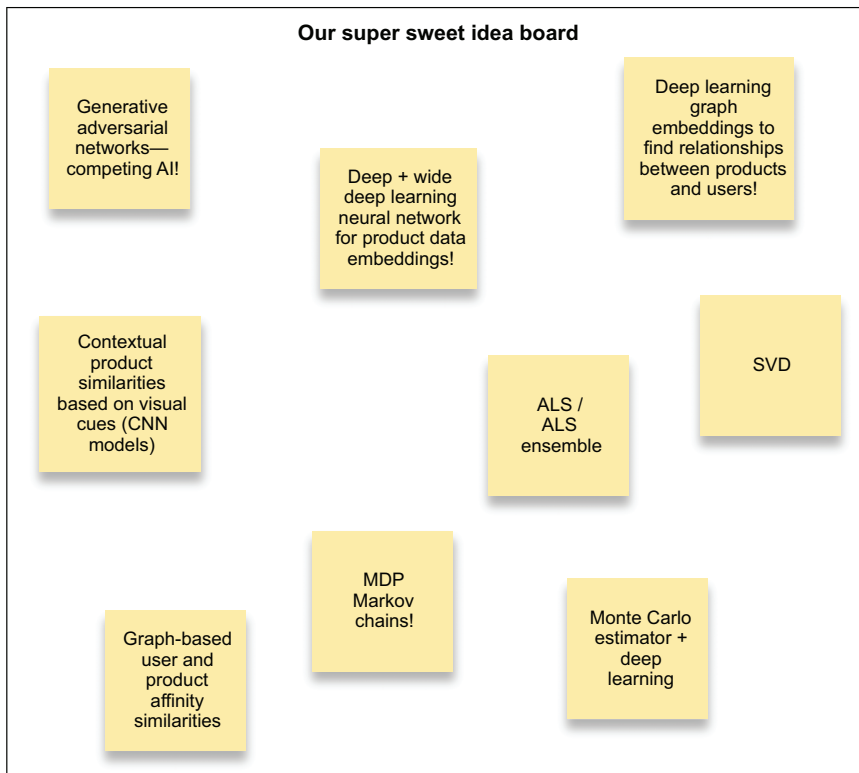 Our super sweet idea board
Generative
adversarial
networks—
competing AI!
Deep + wide
deep learning
neural network
for product data
embeddings!
Deep learning
graph
embeddings to
find relationships
between products
and users!
Contextual
product
similarities
based on visual
cues (CNN
models)
ALS /
ALS
ensemble
SVD
Graph-based
user and
product
affinity
similarities
MDP
Markov
chains!
Monte Carlo
estimator +
deep
learning